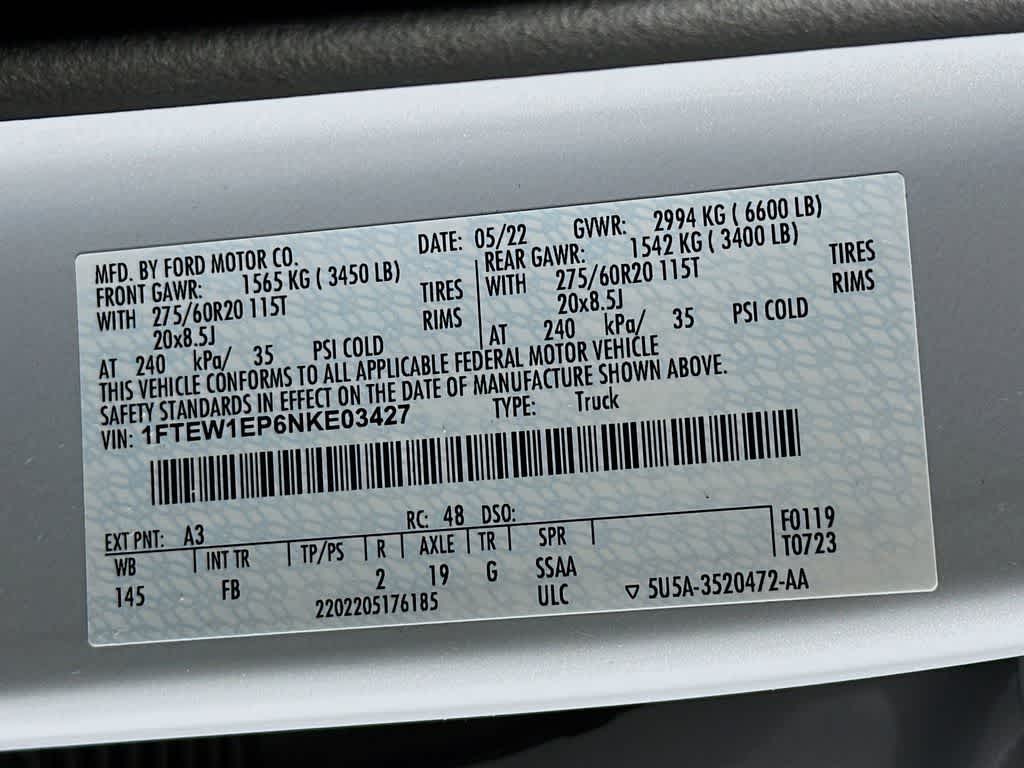 MFD. BY FORD MOTOR CO. DATE: 05/22 GVWR: 2994 KG ( 6600 LB)
FRONT GAWR: 1565 KG ( 3450 LB) REAR GAWR: 1542 KG ( 3400 LB)
WITH 275/60R20 115T TIRES WITH 275/60R20 115T TIRES
20x8.5J RIMS 20x8.5J RIMS
AT 240 kPa/ 35 PSI COLD AT 240 kPa/ 35 PSI COLD
THIS VEHICLE CONFORMS TO ALL APPLICABLE FEDERAL MOTOR VEHICLE
SAFETY STANDARDS IN EFFECT ON THE DATE OF MANUFACTURE SHOWN ABOVE.
VIN: 1FTEW1EP6NKE03427 TYPE: Truck
EXT PNT: A3 RC: 48 DSO: F0119
WB INT TR TP/PS R AXLE TR SPR T0723
145 FB 2 19 G SSAA
2202205176185 ULC ▽ 5U5A-3520472-AA